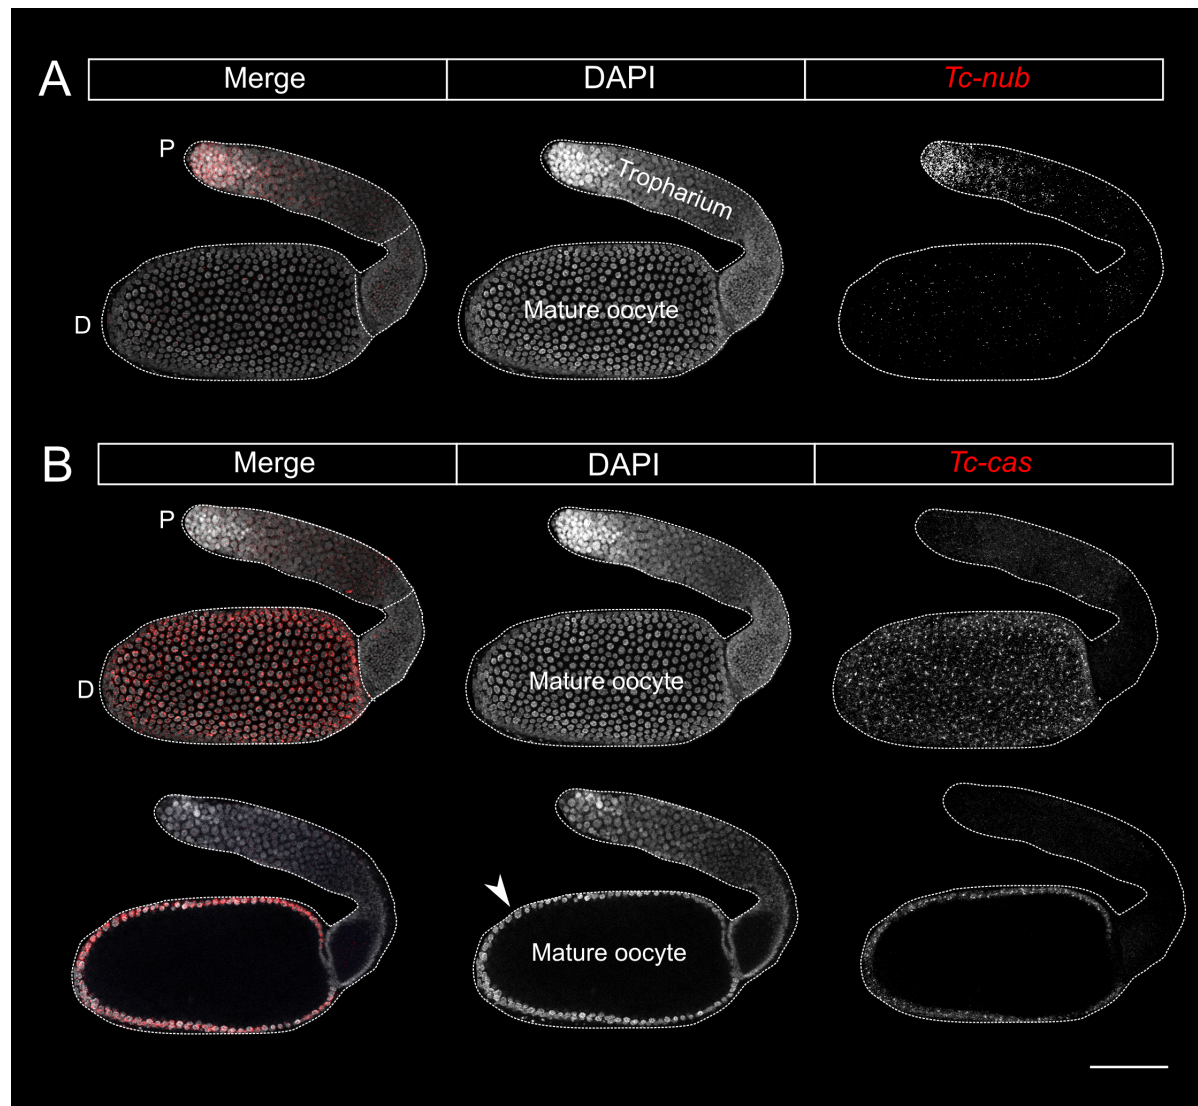 A
Merge DAPI Tc-nub
P
Tropharium
Mature oocyte
D
B
Merge DAPI Tc-cas
P
Mature oocyte
D
Mature oocyte